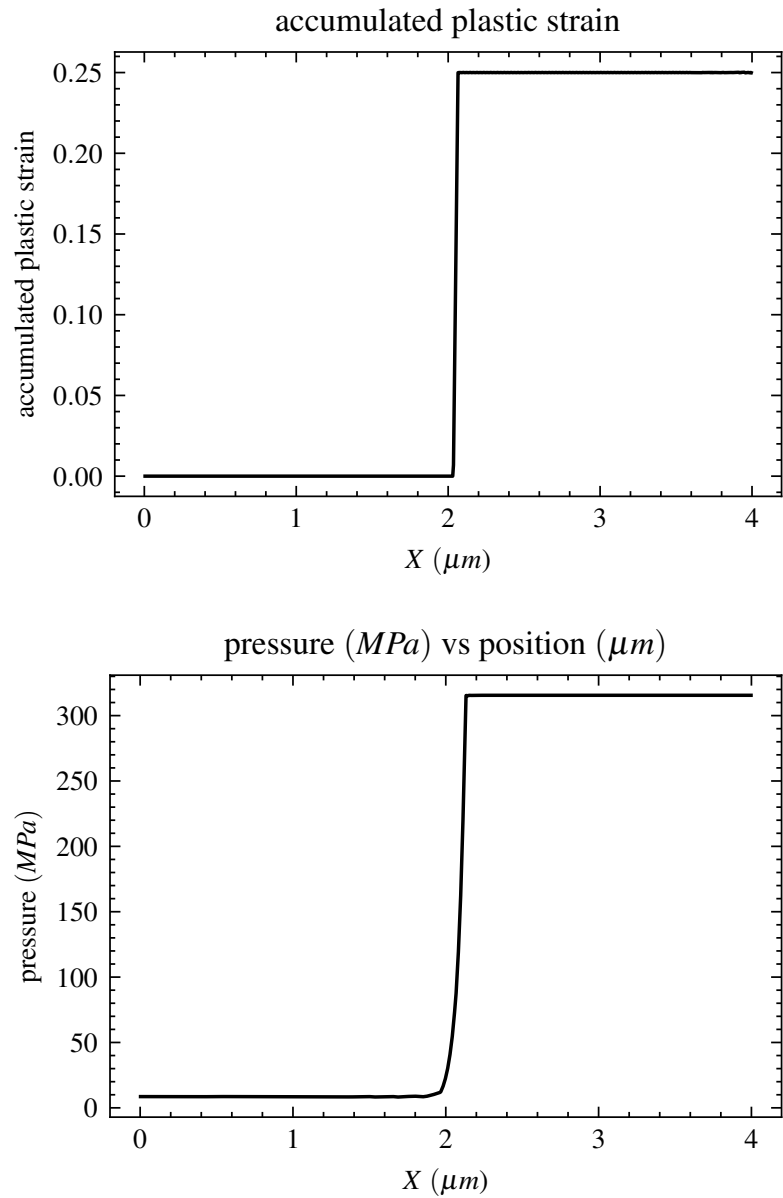 accumulated plastic strain
accumulated plastic strain
0.25
0.20
0.15
0.10
0.05
0.00
0 1 2 3 4
X (μm)
pressure (MPa) vs position (μm)
pressure (MPa)
300
250
200
150
100
50
0
0 1 2 3 4
X (μm)